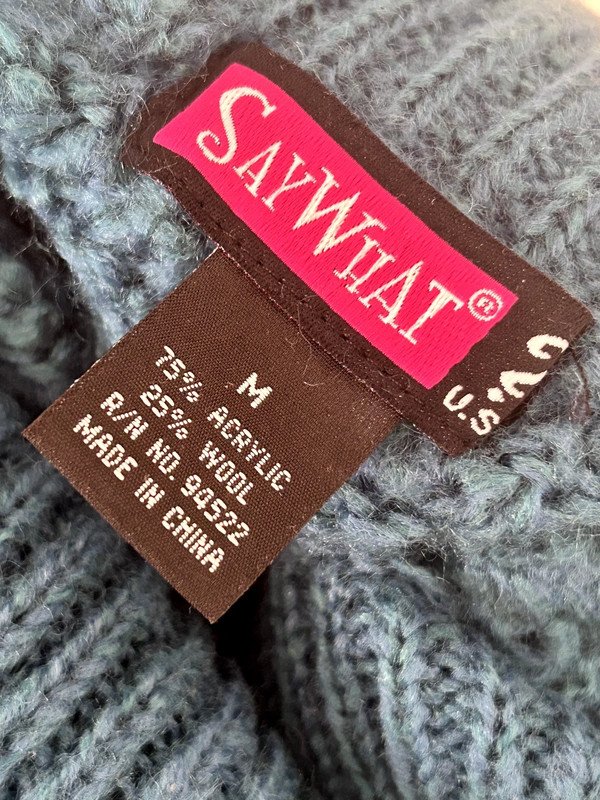 SAYWHAT®
U.S
M
75% ACRYLIC
25% WOOL
R/N NO. 94522
MADE IN CHINA